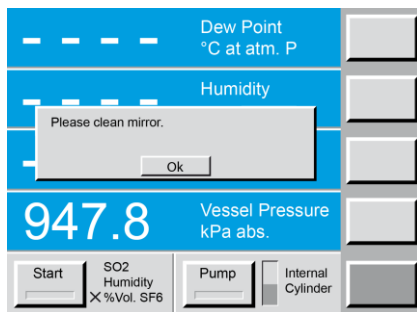 – – – –
Dew Point
°C at atm. P
– – – –
Humidity
Please clean mirror.
Ok
947.8
Vessel Pressure
kPa abs.
Start
SO2
Humidity
×%Vol. SF6
Pump
Internal
Cylinder